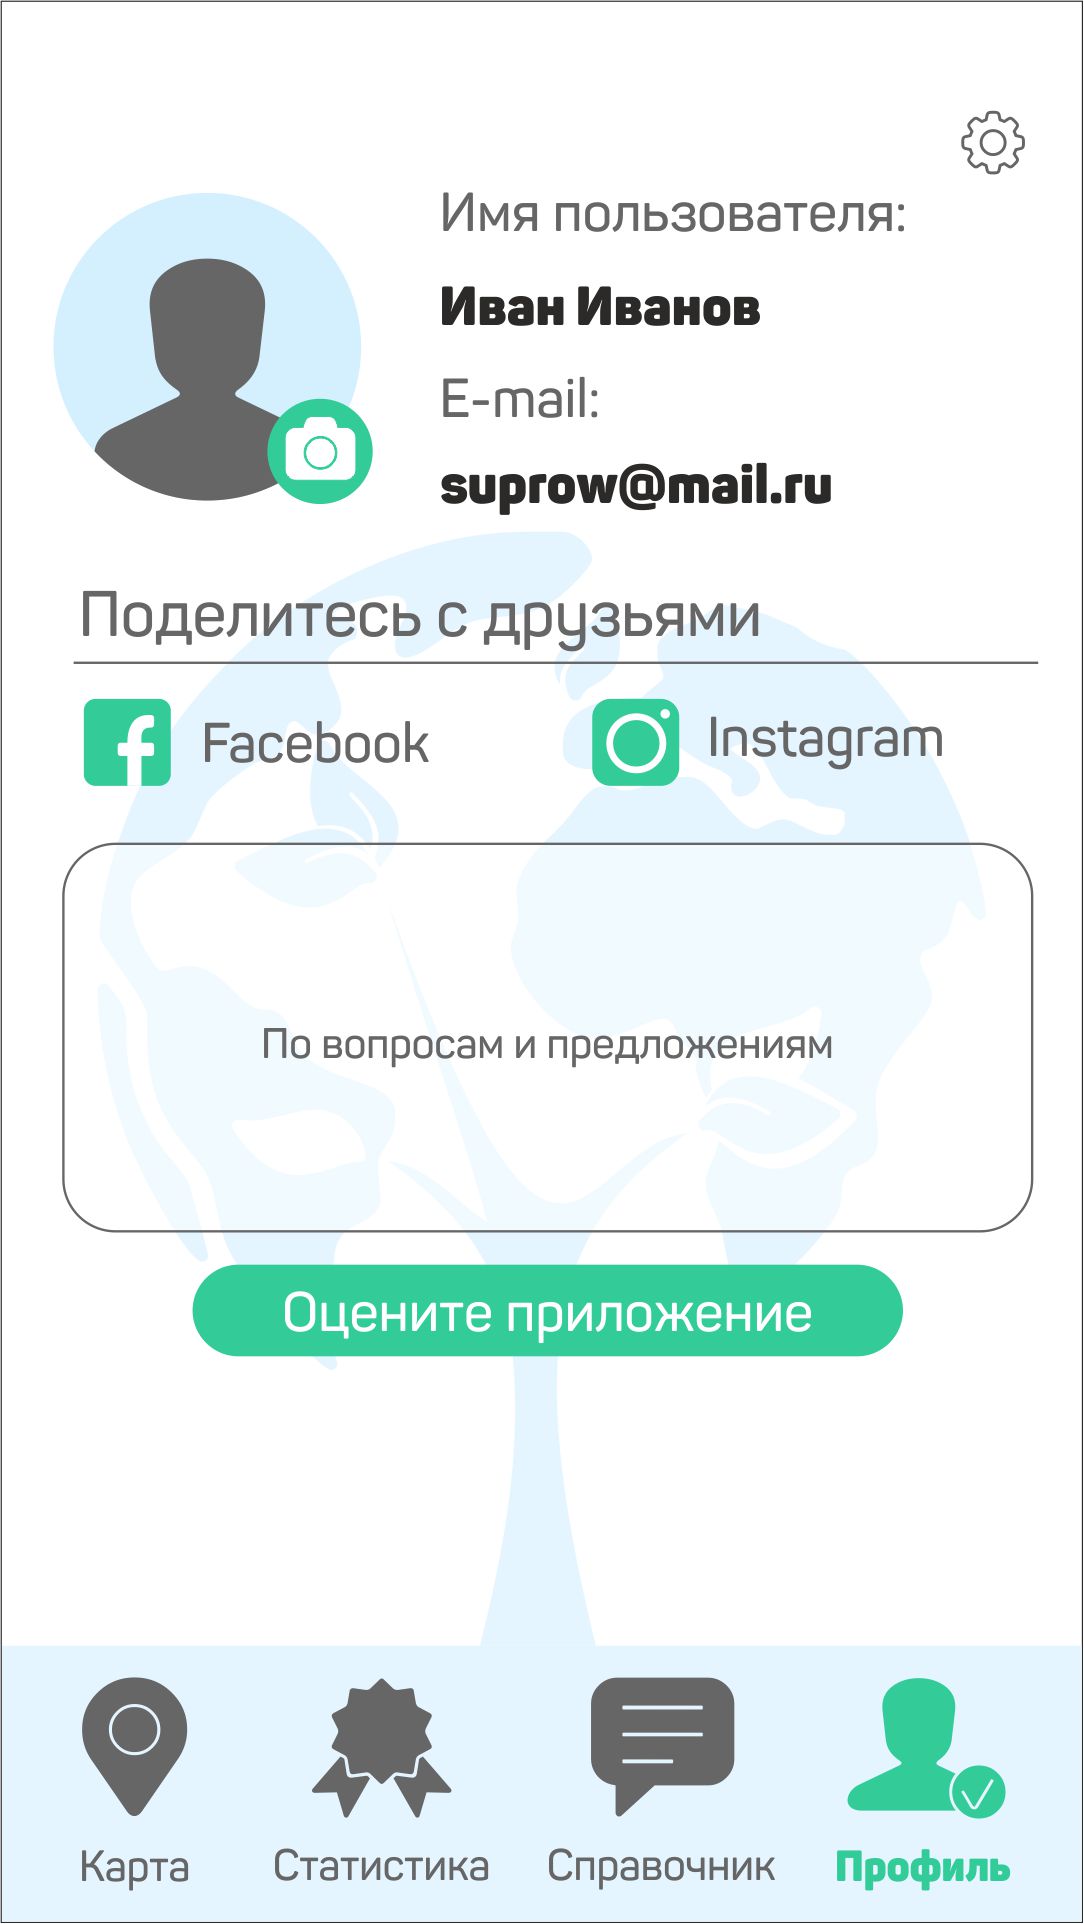 Имя пользователя:
Иван Иванов
E-mail:
suprow@mail.ru
Поделитесь с друзьями
Facebook
Instagram
По вопросам и предложениям
Оцените приложение
Карта
Статистика
Справочник
Профиль